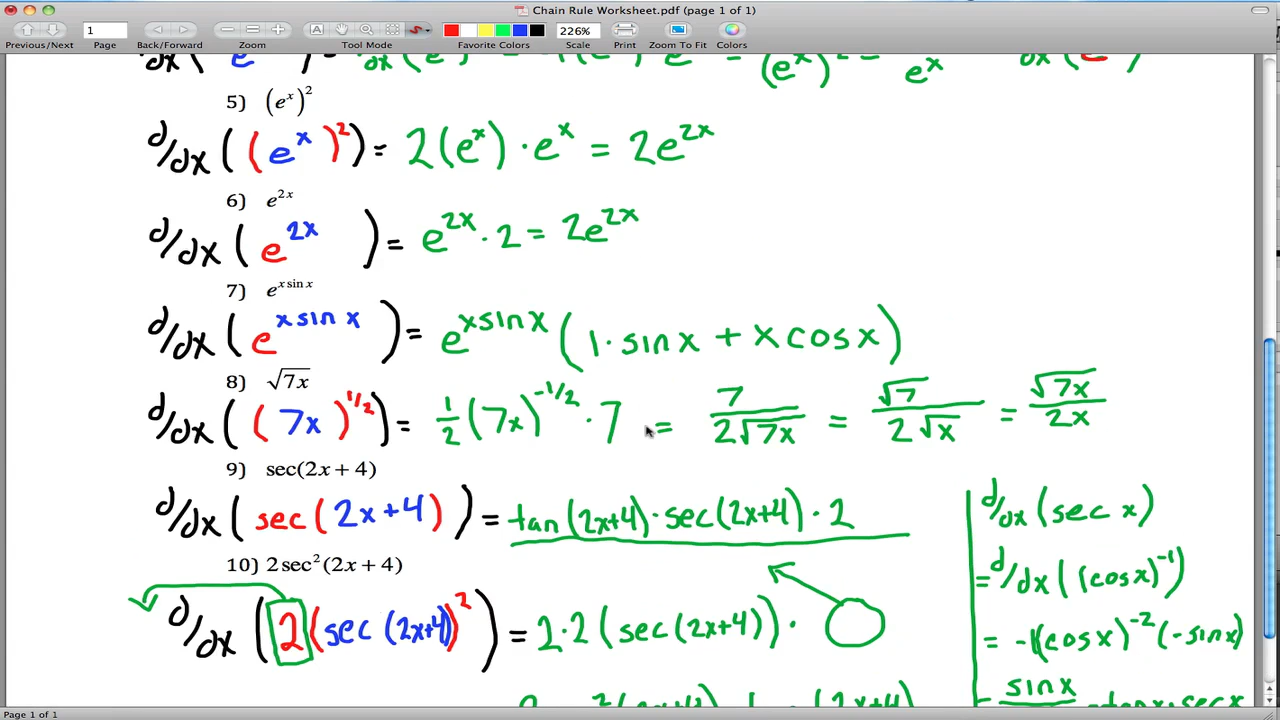 Chain Rule Worksheet.pdf (page 1 of 1)
1
226%
Previous/Next Page Back/Forward Zoom Tool Mode Favorite Colors Scale Print Zoom To Fit Colors
5) (e^x)^2
d/dx ((e^x)^2) = 2(e^x) · e^x = 2e^{2x}
6) e^{2x}
d/dx (e^{2x}) = e^{2x} · 2 = 2e^{2x}
7) e^{x sin x}
d/dx (e^{x sin x}) = e^{x sin x} (1 · sin x + x cos x)
8) √7x
d/dx ((7x)^{1/2}) = 1/2 (7x)^{-1/2} · 7 = 7/(2√7x) = √7/(2√x) = √7x/2x
9) sec(2x + 4)
d/dx (sec(2x+4)) = tan(2x+4) · sec(2x+4) · 2
10) 2 sec^2(2x + 4)
d/dx (2(sec(2x+4))^2) = 2·2 (sec(2x+4)) ·
d/dx (sec x)
= d/dx ((cos x)^{-1})
= -1(cos x)^{-2} (-sin x)
sin x
tan x · sec x
Page 1 of 1